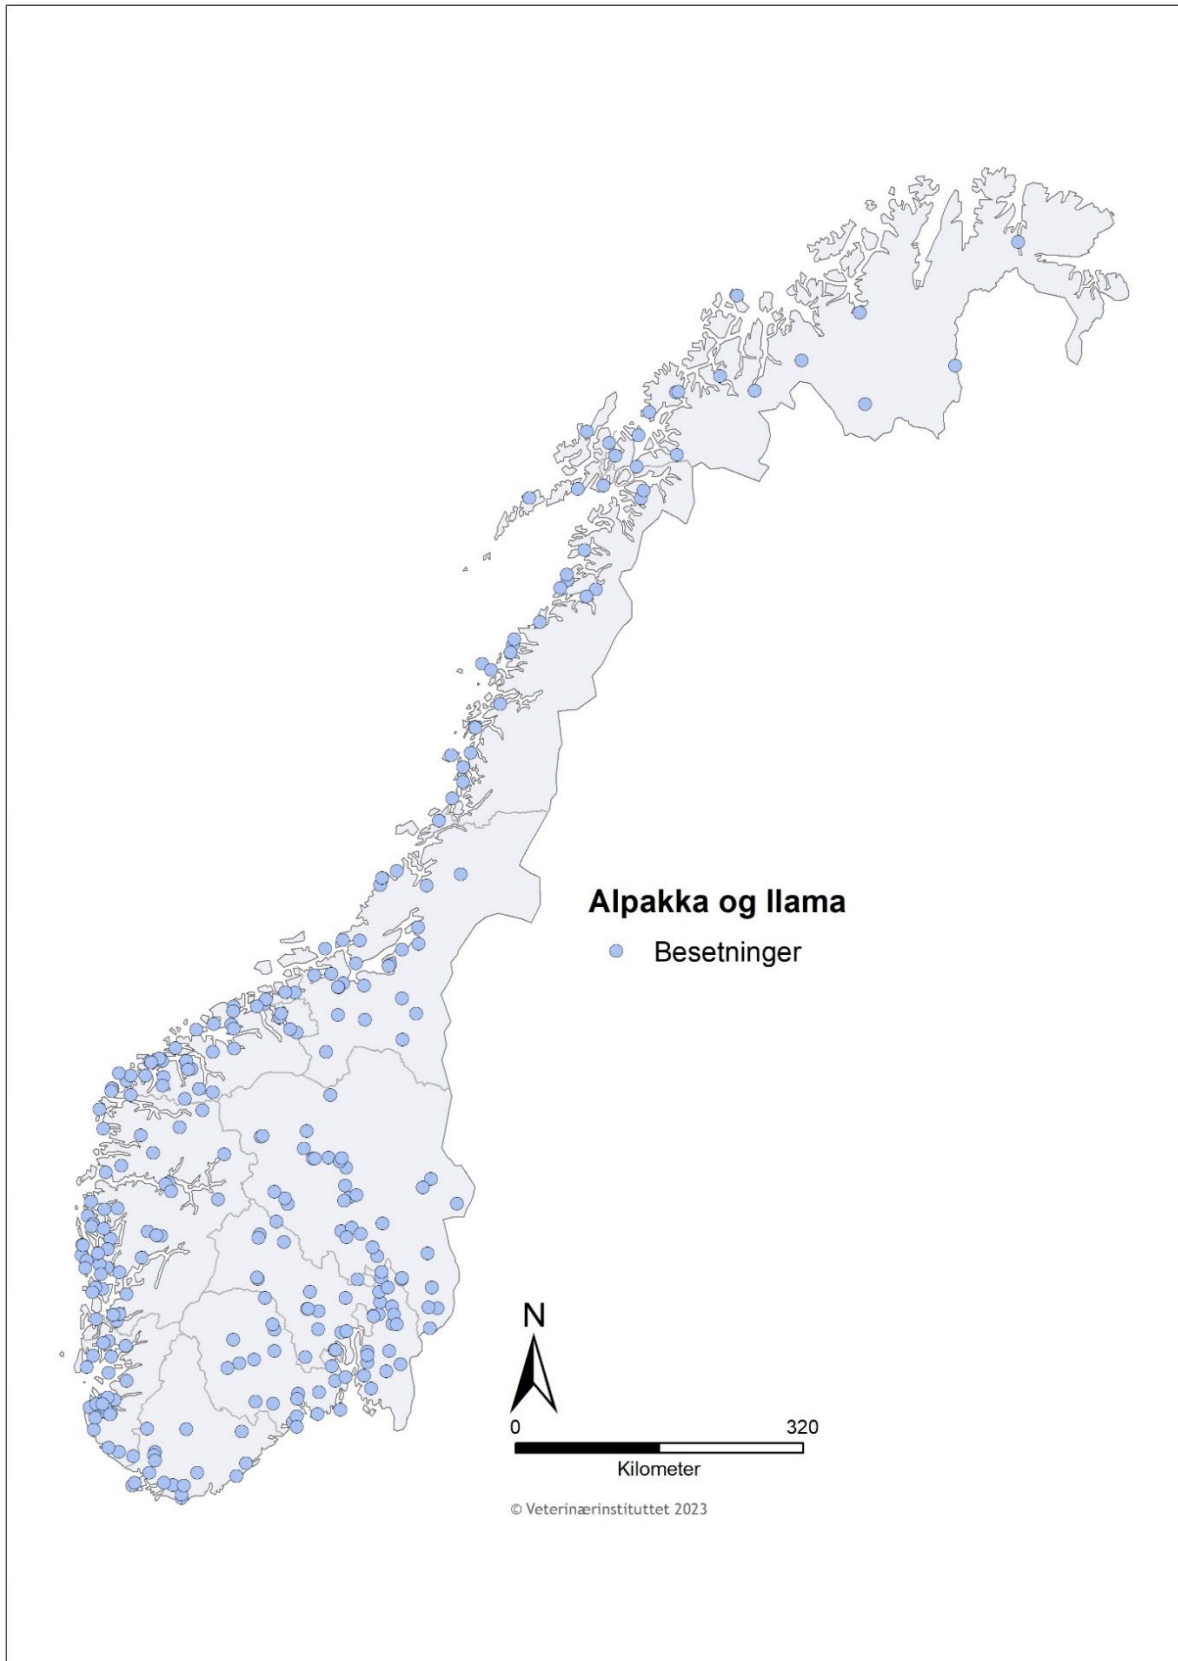 Alpakka og llama
Besetninger
N
0 320
Kilometer
© Veterinærinstituttet 2023